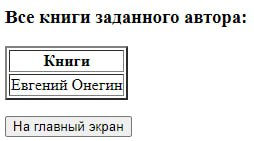 Все книги заданного автора:
Книги
Евгений Онегин
На главный экран